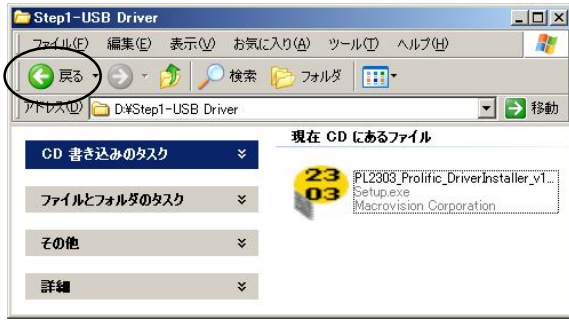 Step1-USB Driver
ファイル(F) 編集(E) 表示(V) お気に入り(A) ツール(T) ヘルプ(H)
戻る 検索 フォルダ
アドレス(D) D:¥Step1-USB Driver 移動
現在 CD にあるファイル
CD 書き込みのタスク
23
03
PL2303_Prolific_DriverInstaller_v1...
Setup.exe
Macrovision Corporation
ファイルとフォルダのタスク
その他
詳細